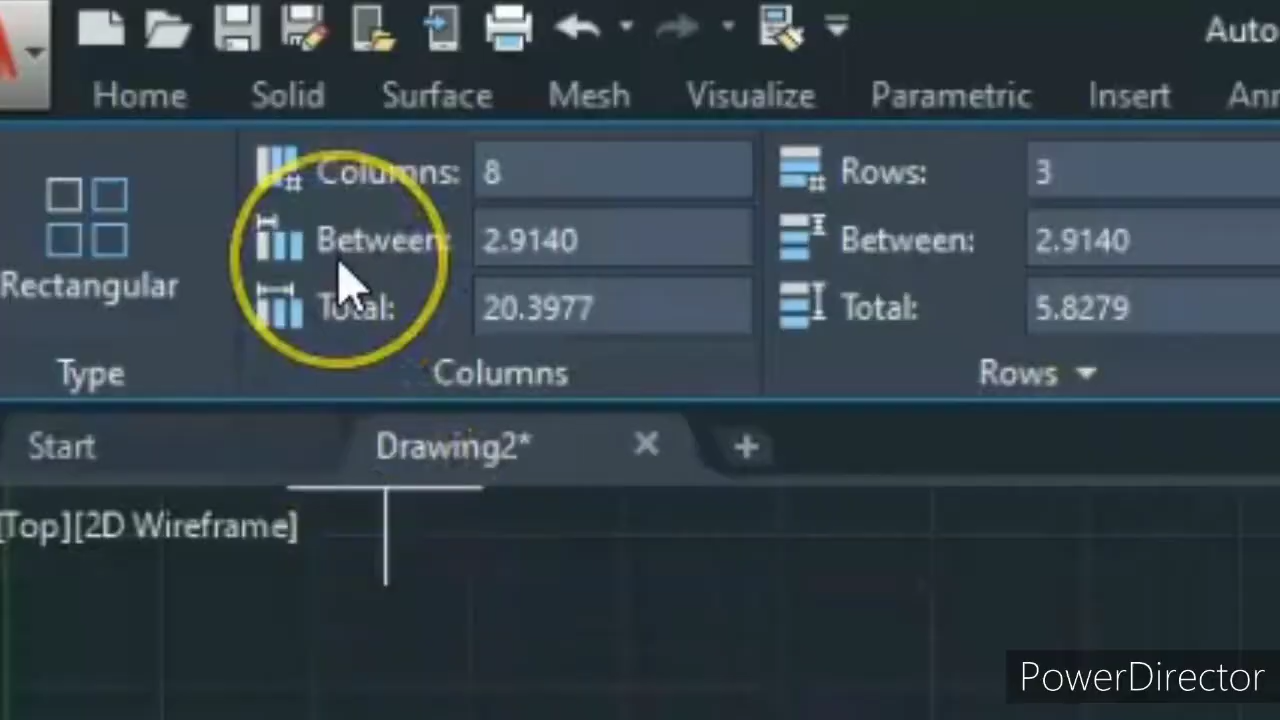 Auto
Home Solid Surface Mesh Visualize Parametric Insert Ann
Columns: 8 Rows: 3
Between: 2.9140 Between: 2.9140
Rectangular Total: 20.3977 Total: 5.8279
Type Columns Rows
Start Drawing2*
[Top][2D Wireframe]
PowerDirector